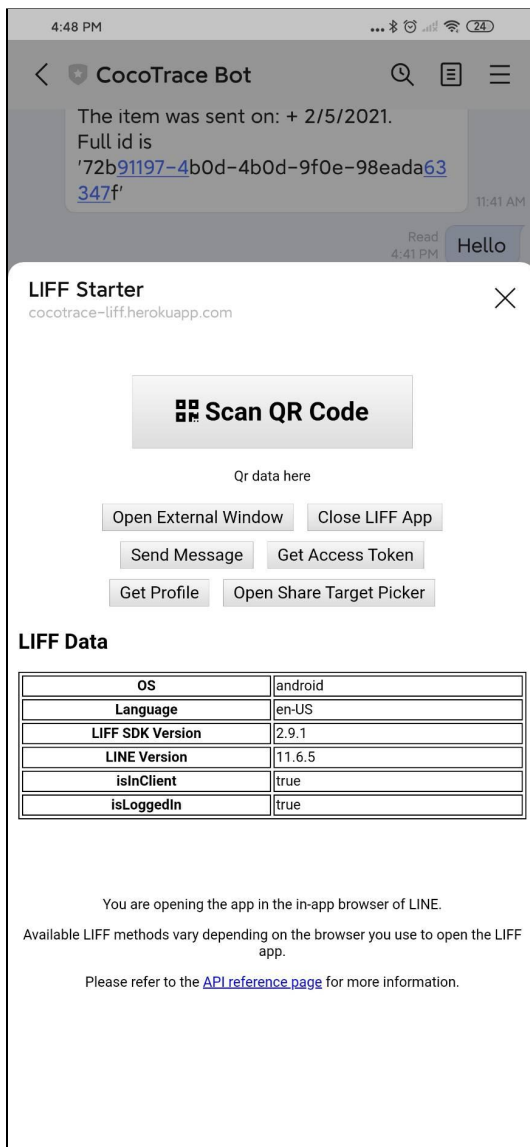 4:48 PM
24
CocoTrace Bot
The item was sent on: + 2/5/2021.
Full id is
'72b91197-4b0d-4b0d-9f0e-98eada63
347f'
11:41 AM
Read
4:41 PM
Hello
LIFF Starter
cocotrace-liff.herokuapp.com
Scan QR Code
Qr data here
Open External Window Close LIFF App
Send Message Get Access Token
Get Profile Open Share Target Picker
LIFF Data
OS android
Language en-US
LIFF SDK Version 2.9.1
LINE Version 11.6.5
isInClient true
isLoggedIn true
You are opening the app in the in-app browser of LINE.
Available LIFF methods vary depending on the browser you use to open the LIFF
app.
Please refer to the API reference page for more information.